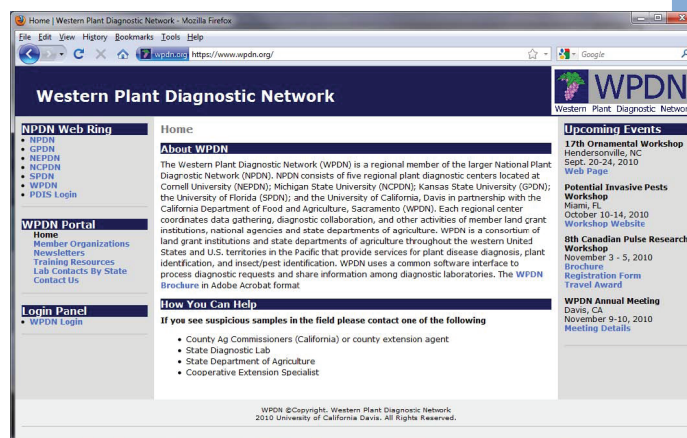 Home | Western Plant Diagnostic Network - Mozilla Firefox
File Edit View History Bookmarks Tools Help
wpdn.org https://www.wpdn.org/
Google
Western Plant Diagnostic Network
WPDN
Western Plant Diagnostic Networ
NPDN Web Ring
• NPDN
• GPDN
• NEPDN
• NCPDN
• SPDN
• WPDN
• PDIS Login
WPDN Portal
Home
Member Organizations
Newsletters
Training Resources
Lab Contacts By State
Contact Us
Login Panel
• WPDN Login
Home
About WPDN
The Western Plant Diagnostic Network (WPDN) is a regional member of the larger National Plant
Diagnostic Network (NPDN). NPDN consists of five regional plant diagnostic centers located at
Cornell University (NEPDN); Michigan State University (NCPDN); Kansas State University (GPDN);
the University of Florida (SPDN); and the University of California, Davis in partnership with the
California Department of Food and Agriculture, Sacramento (WPDN). Each regional center
coordinates data gathering, diagnostic collaboration, and other activities of member land grant
institutions, national agencies and state departments of agriculture. WPDN is a consortium of
land grant institutions and state departments of agriculture throughout the western United
States and U.S. territories in the Pacific that provide services for plant disease diagnosis, plant
identification, and insect/pest identification. WPDN uses a common software interface to
process diagnostic requests and share information among diagnostic laboratories. The WPDN
Brochure in Adobe Acrobat format
How You Can Help
If you see suspicious samples in the field please contact one of the following
• County Ag Commissioners (California) or county extension agent
• State Diagnostic Lab
• State Department of Agriculture
• Cooperative Extension Specialist
Upcoming Events
17th Ornamental Workshop
Hendersonville, NC
Sept. 20-24, 2010
Web Page
Potential Invasive Pests
Workshop
Miami, FL
October 10-14, 2010
Workshop Website
8th Canadian Pulse Research
Workshop
November 3 - 5, 2010
Brochure
Registration Form
Travel Award
WPDN Annual Meeting
Davis, CA
November 9-10, 2010
Meeting Details
WPDN ©Copyright. Western Plant Diagnostic Network
2010 University of California Davis. All Rights Reserved.